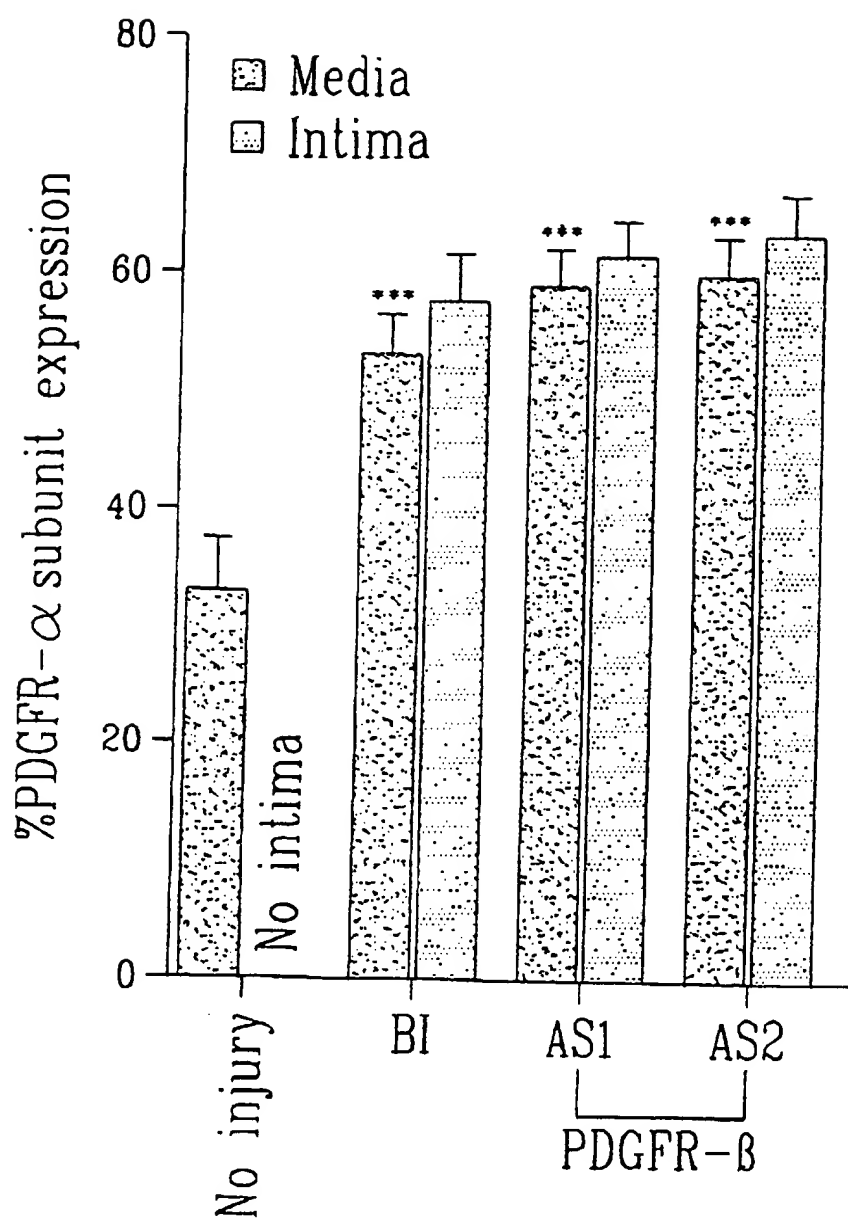 80
Media
Intima
%PDGFR-α subunit expression
60
***
***
***
40
20
No intima
0
No injury
BI
AS1
AS2
PDGFR-β